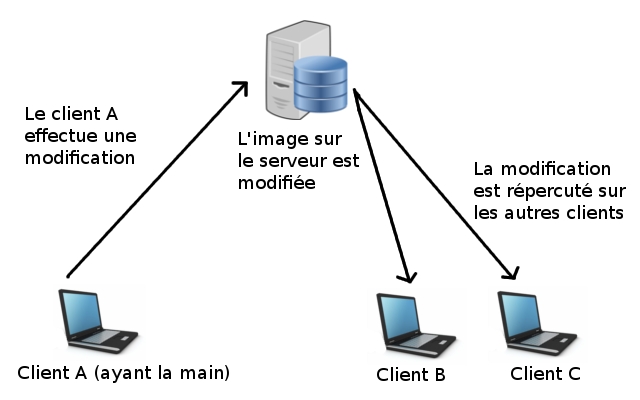 Le client A
effectue une
modification
L'image sur
le serveur est
modifiée
La modification
est répercuté sur
les autres clients
Client A (ayant la main)
Client B
Client C